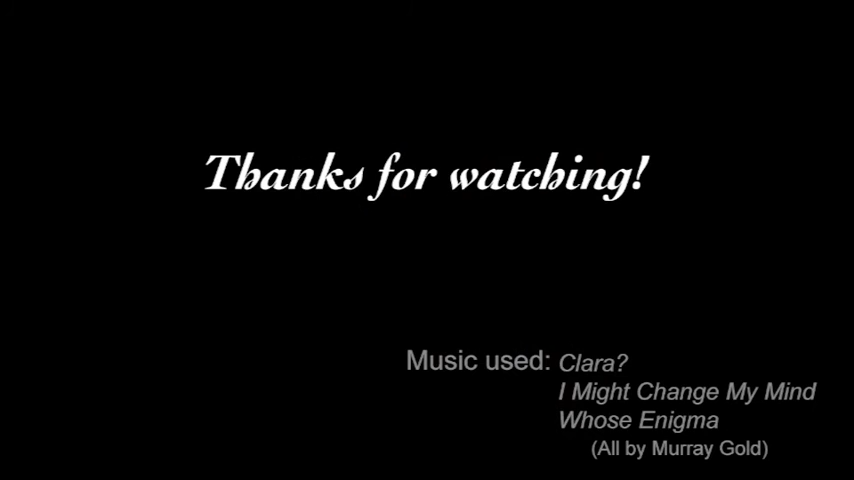 Thanks for watching!
Music used: Clara?
I Might Change My Mind
Whose Enigma
(All by Murray Gold)